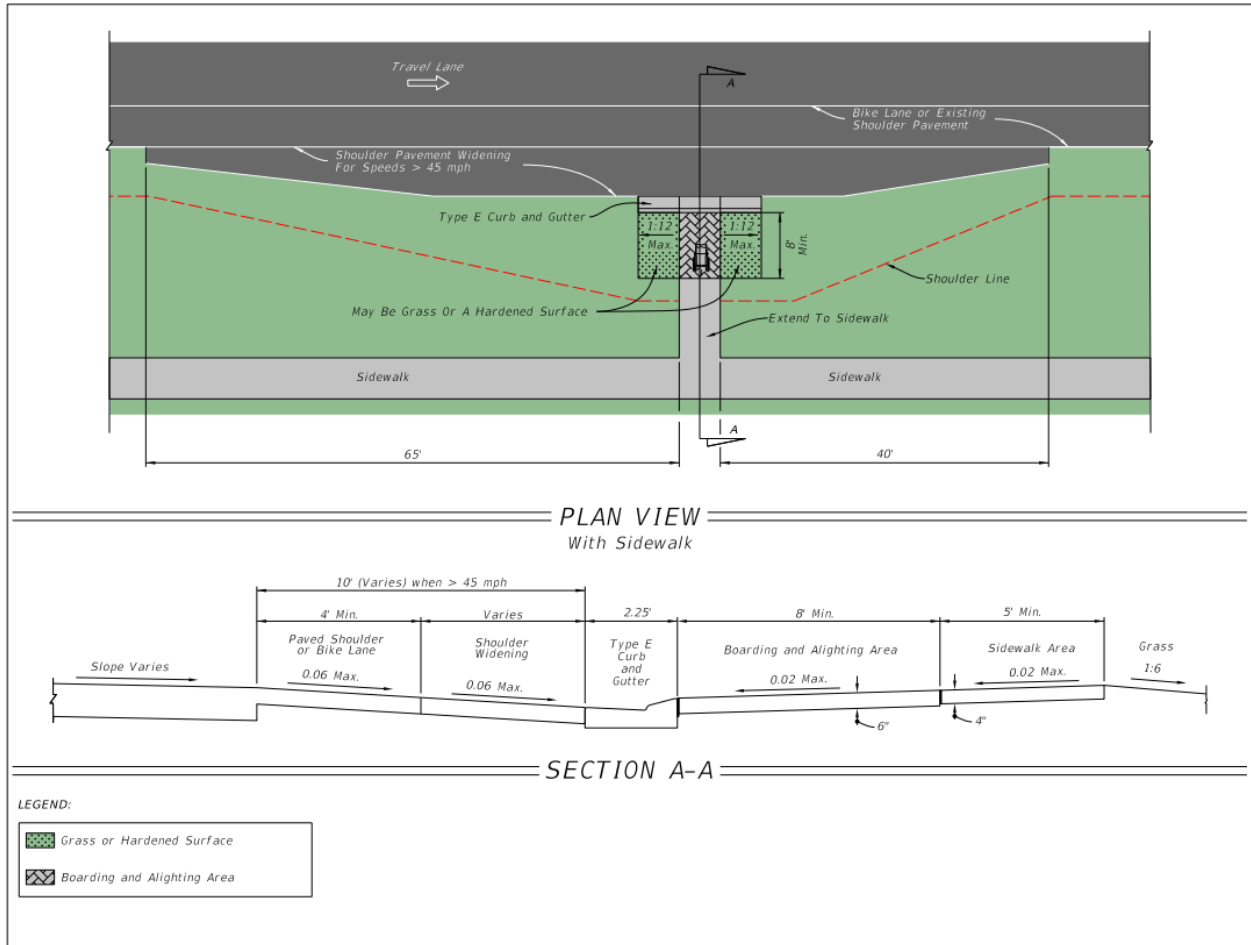 Travel Lane
A
Bike Lane or Existing
Shoulder Pavement
Shoulder Pavement Widening
For Speeds > 45 mph
Type E Curb and Gutter
1:12
Max.
1:12
Max.
8'
Min.
Shoulder Line
May Be Grass Or A Hardened Surface
Extend To Sidewalk
Sidewalk
Sidewalk
A
65'
40'
PLAN VIEW
With Sidewalk
10' (Varies) when > 45 mph
4' Min.
Varies
2.25'
8' Min.
5' Min.
Paved Shoulder
or Bike Lane
Shoulder
Widening
Type E
Curb
and
Gutter
Boarding and Alighting Area
Sidewalk Area
Grass
1:6
Slope Varies
0.06 Max.
0.06 Max.
0.02 Max.
0.02 Max.
6"
4"
SECTION A-A
LEGEND:
Grass or Hardened Surface
Boarding and Alighting Area